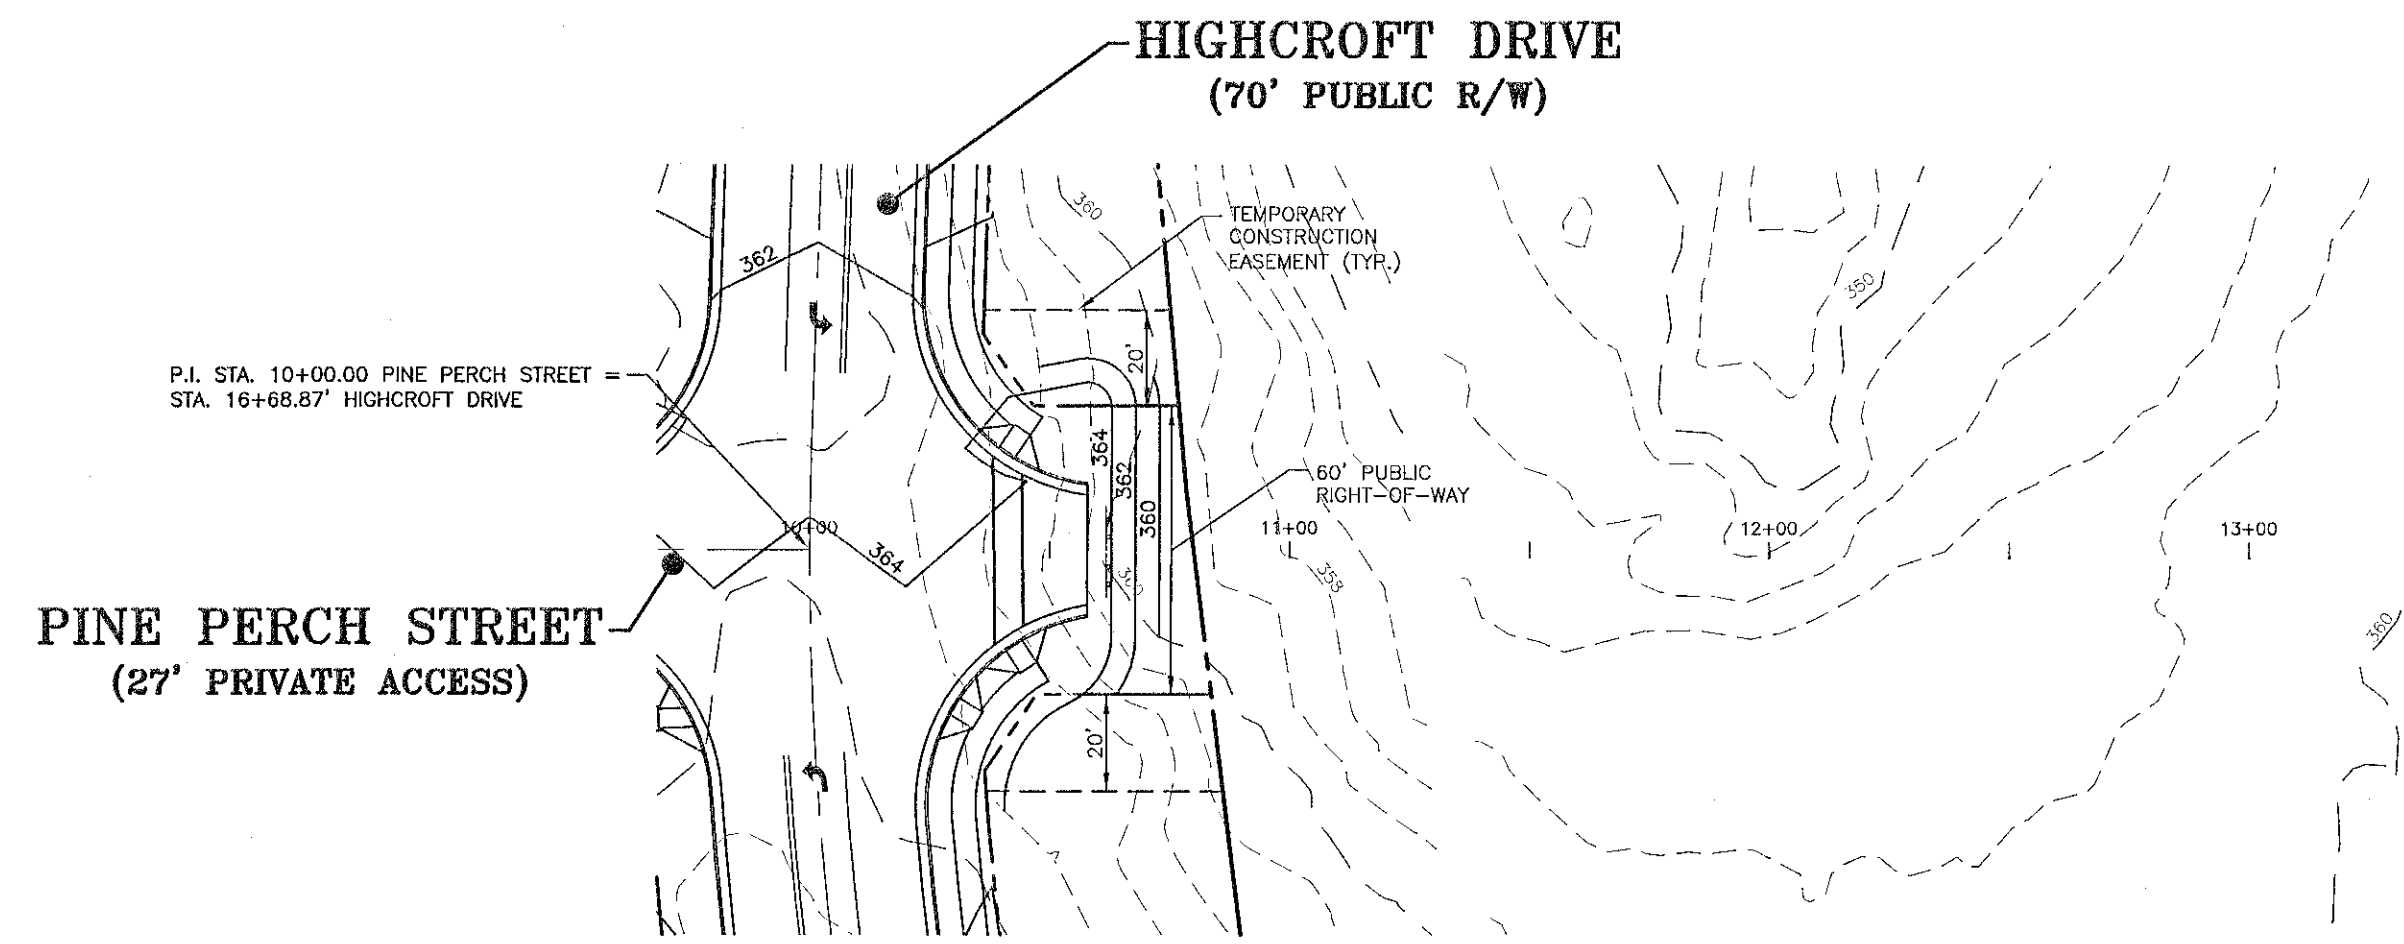 HIGHCROFT DRIVE
(70' PUBLIC R/W)
360
TEMPORARY
CONSTRUCTION
EASEMENT (TYP.)
362
350
20'
P.I. STA. 10+00.00 PINE PERCH STREET =
STA. 16+68.87' HIGHCROFT DRIVE
364
362
360
60' PUBLIC
RIGHT-OF-WAY
10+00
11+00
12+00
13+00
364
358
PINE PERCH STREET
(27' PRIVATE ACCESS)
360
20'